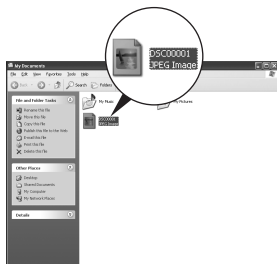 My Documents
File Edit View Favorites Tools Help
Back
Search
Folders
File and Folder Tasks
Rename this file
Move this file
Copy this file
Publish this file to the Web
E-mail this file
Print this file
Delete this file
Other Places
Desktop
Shared Documents
My Computer
My Network Places
Details
My Music
My Pictures
DSC00001
JPEG Image
DSC00001
JPEG Image